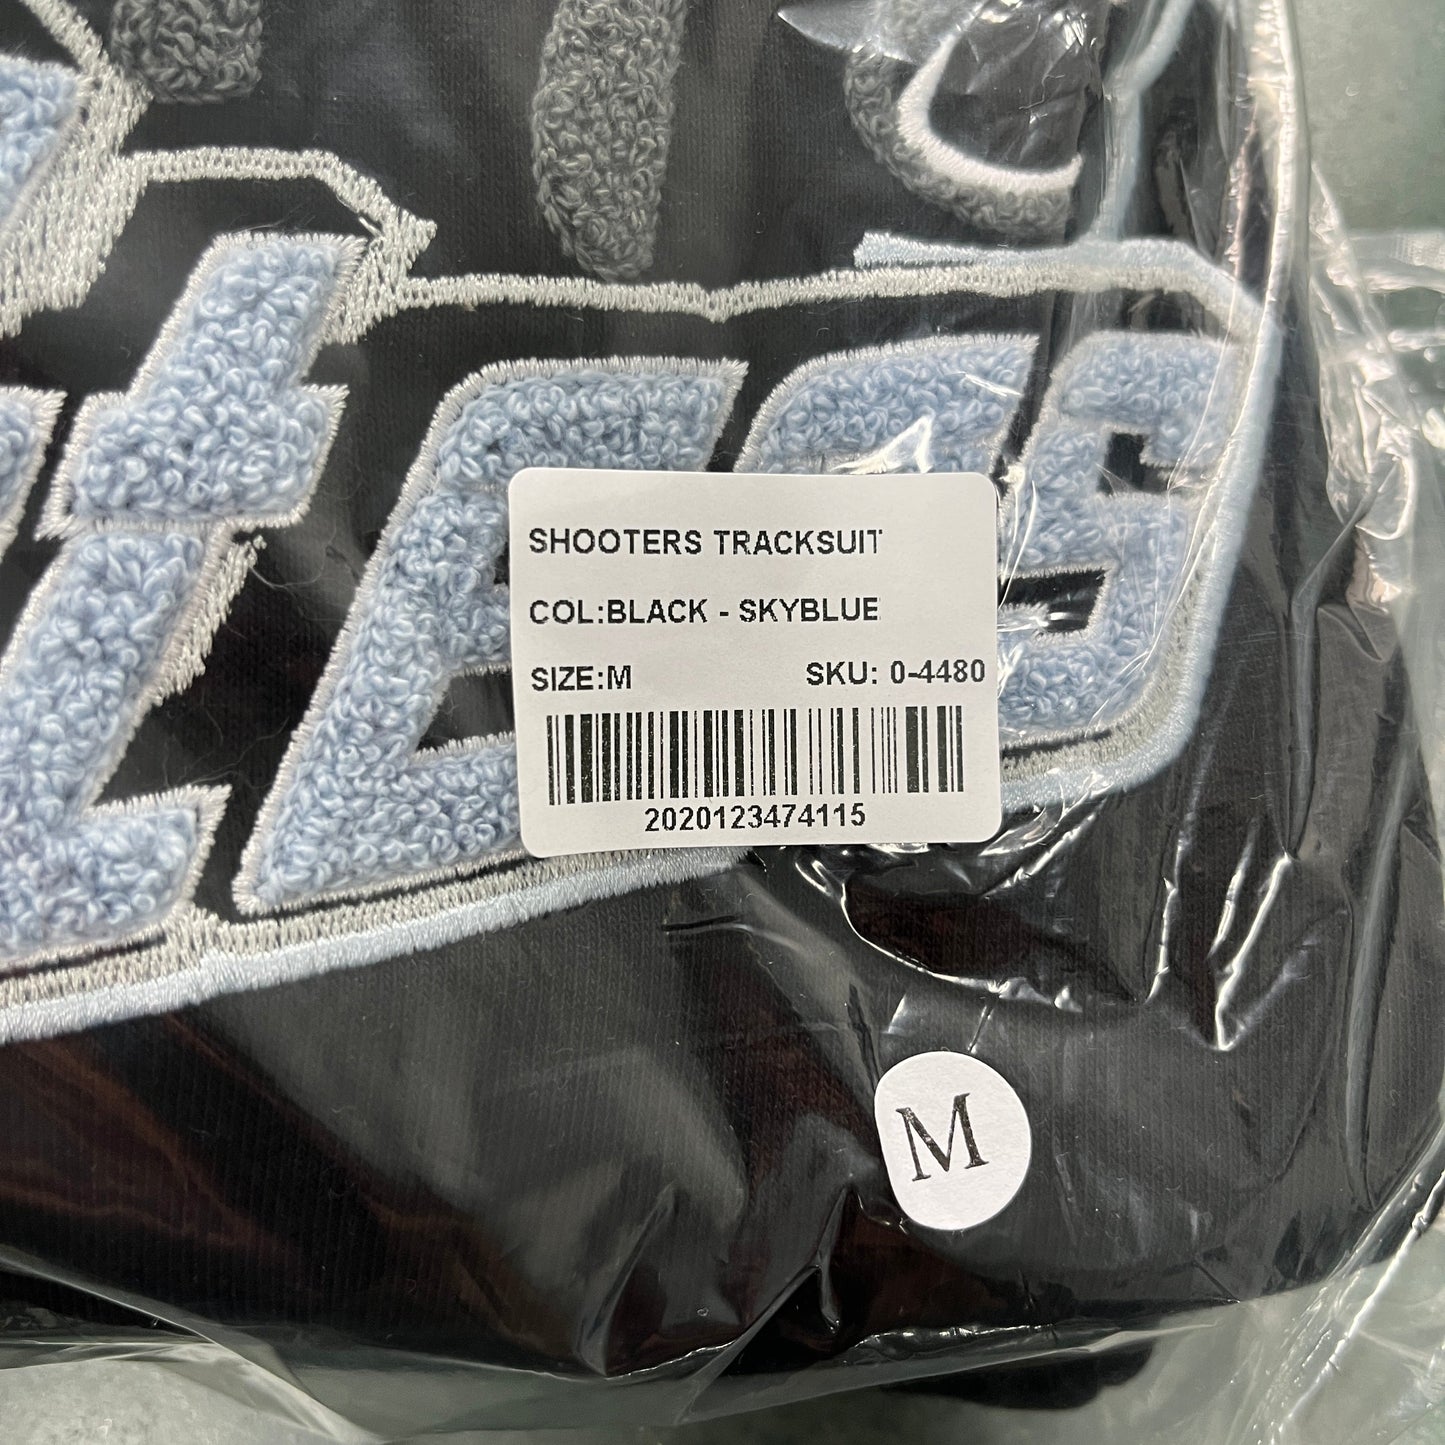 SHOOTERS TRACKSUIT
COL:BLACK - SKYBLUE
SIZE:M SKU: 0-4480
2020123474115
M